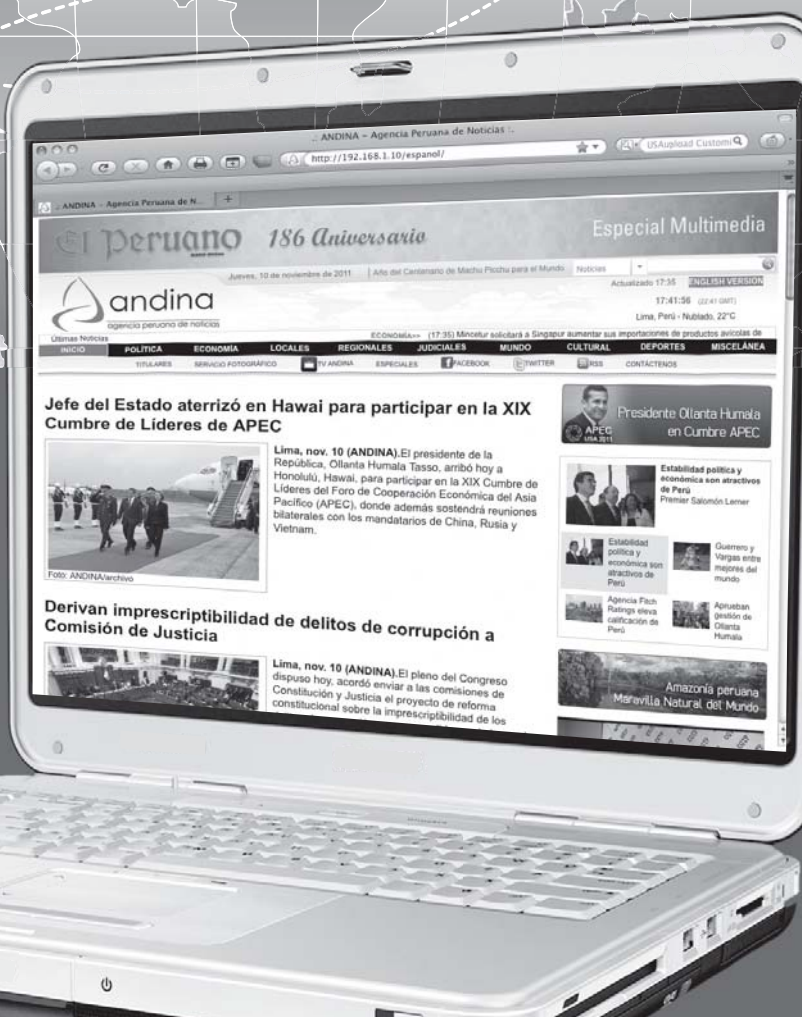 .: ANDINA – Agencia Peruana de Noticias :.
http://192.168.1.10/espanol/
USAupload Customi
.: ANDINA – Agencia Peruana de N...
El Peruano 186 Aniversario
Especial Multimedia
Jueves, 10 de noviembre de 2011
Año del Centenario de Machu Picchu para el Mundo
Noticias
Actualizado 17:35 ENGLISH VERSION
andina
agencia peruana de noticias
17:41:56 (22:41 GMT)
Lima, Perú - Nublado, 22°C
Últimas Noticias
ECONOMÍA>> (17:35) Mincetur solicitará a Singapur aumentar sus importaciones de productos avícolas de
INICIO POLÍTICA ECONOMÍA LOCALES REGIONALES JUDICIALES MUNDO CULTURAL DEPORTES MISCELÁNEA
TITULARES SERVICIO FOTOGRÁFICO TV ANDINA ESPECIALES FACEBOOK TWITTER RSS CONTÁCTENOS
Jefe del Estado aterrizó en Hawai para participar en la XIX
Cumbre de Líderes de APEC
Lima, nov. 10 (ANDINA).El presidente de la
República, Ollanta Humala Tasso, arribó hoy a
Honolulú, Hawai, para participar en la XIX Cumbre de
Líderes del Foro de Cooperación Económica del Asia
Pacífico (APEC), donde además sostendrá reuniones
bilaterales con los mandatarios de China, Rusia y
Vietnam.
Foto: ANDINA/archivo
Derivan imprescriptibilidad de delitos de corrupción a
Comisión de Justicia
Lima, nov. 10 (ANDINA).El pleno del Congreso
dispuso hoy, acordó enviar a las comisiones de
Constitución y Justicia el proyecto de reforma
constitucional sobre la imprescriptibilidad de los
APEC
USA 2011
Presidente Ollanta Humala
en Cumbre APEC
Estabilidad política y
económica son atractivos
de Perú
Premier Salomón Lerner
Estabilidad
política y
económica son
atractivos de
Perú
Guerrero y
Vargas entre
mejores del
mundo
Agencia Fitch
Ratings eleva
calificación de
Perú
Aprueban
gestión de
Ollanta
Humala
Amazonía peruana
Maravilla Natural del Mundo